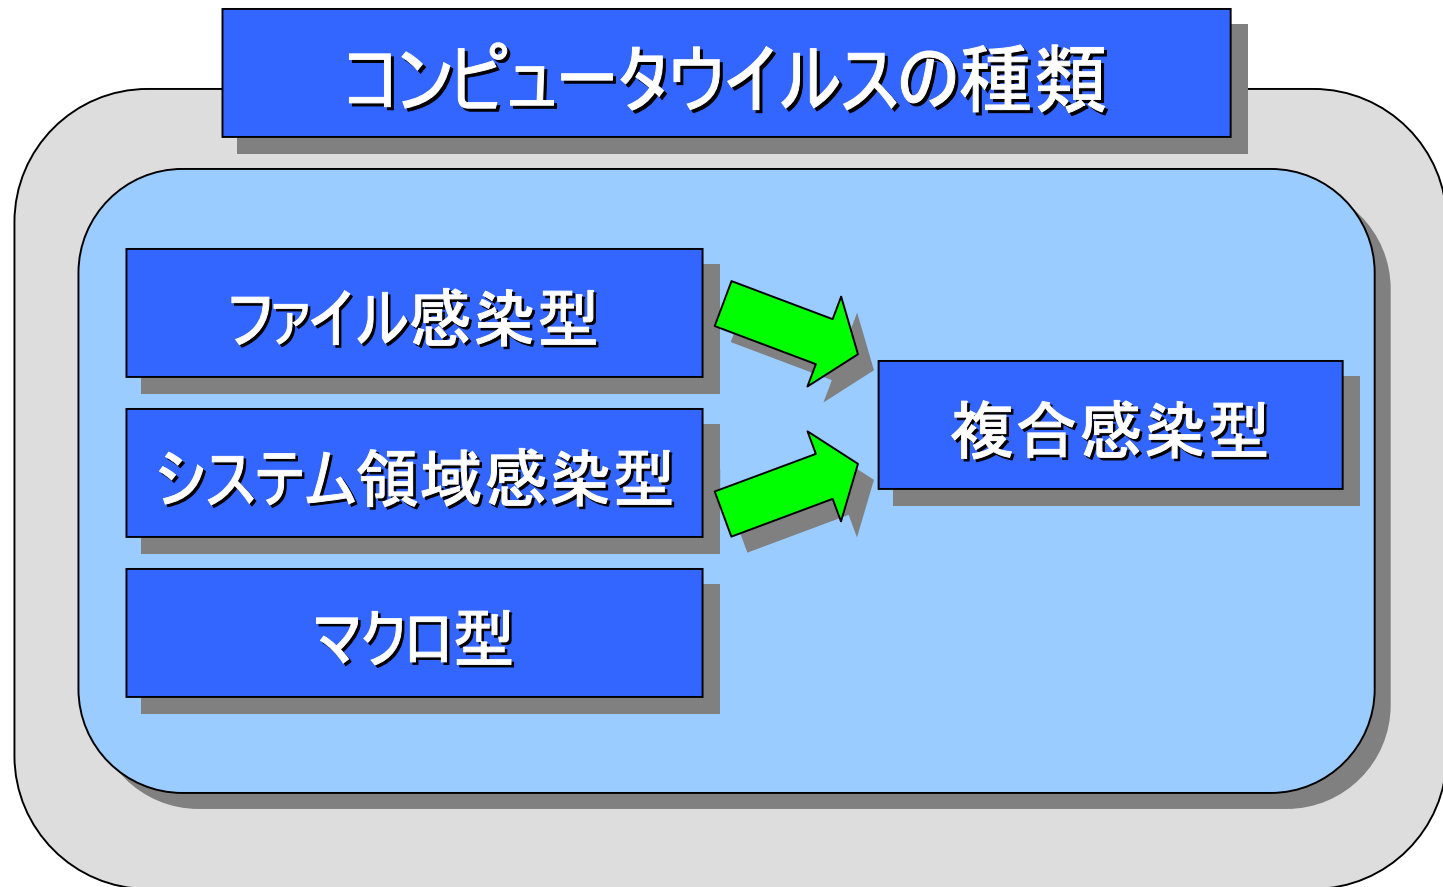 コンピュータウイルスの種類
ファイル感染型
システム領域感染型
マクロ型
複合感染型